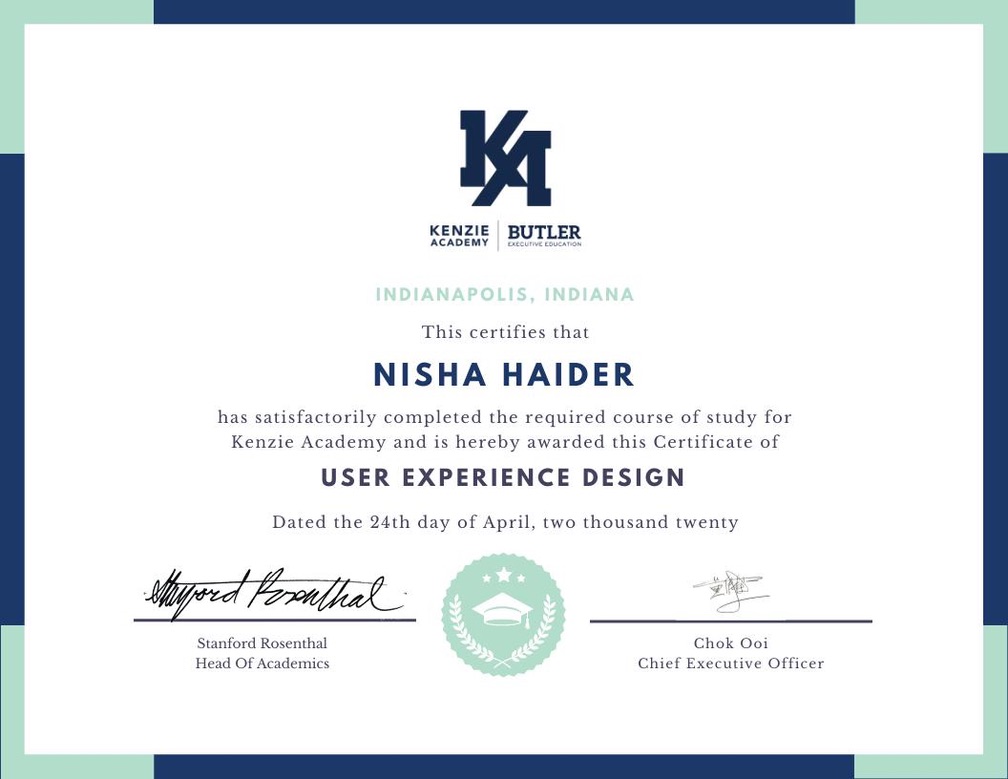 KA
KENZIE ACADEMY
BUTLER EXECUTIVE EDUCATION
INDIANAPOLIS, INDIANA
This certifies that
NISHA HAIDER
has satisfactorily completed the required course of study for
Kenzie Academy and is hereby awarded this Certificate of
USER EXPERIENCE DESIGN
Dated the 24th day of April, two thousand twenty
Stanford Rosenthal
Stanford Rosenthal
Head Of Academics
Chok Ooi
Chief Executive Officer